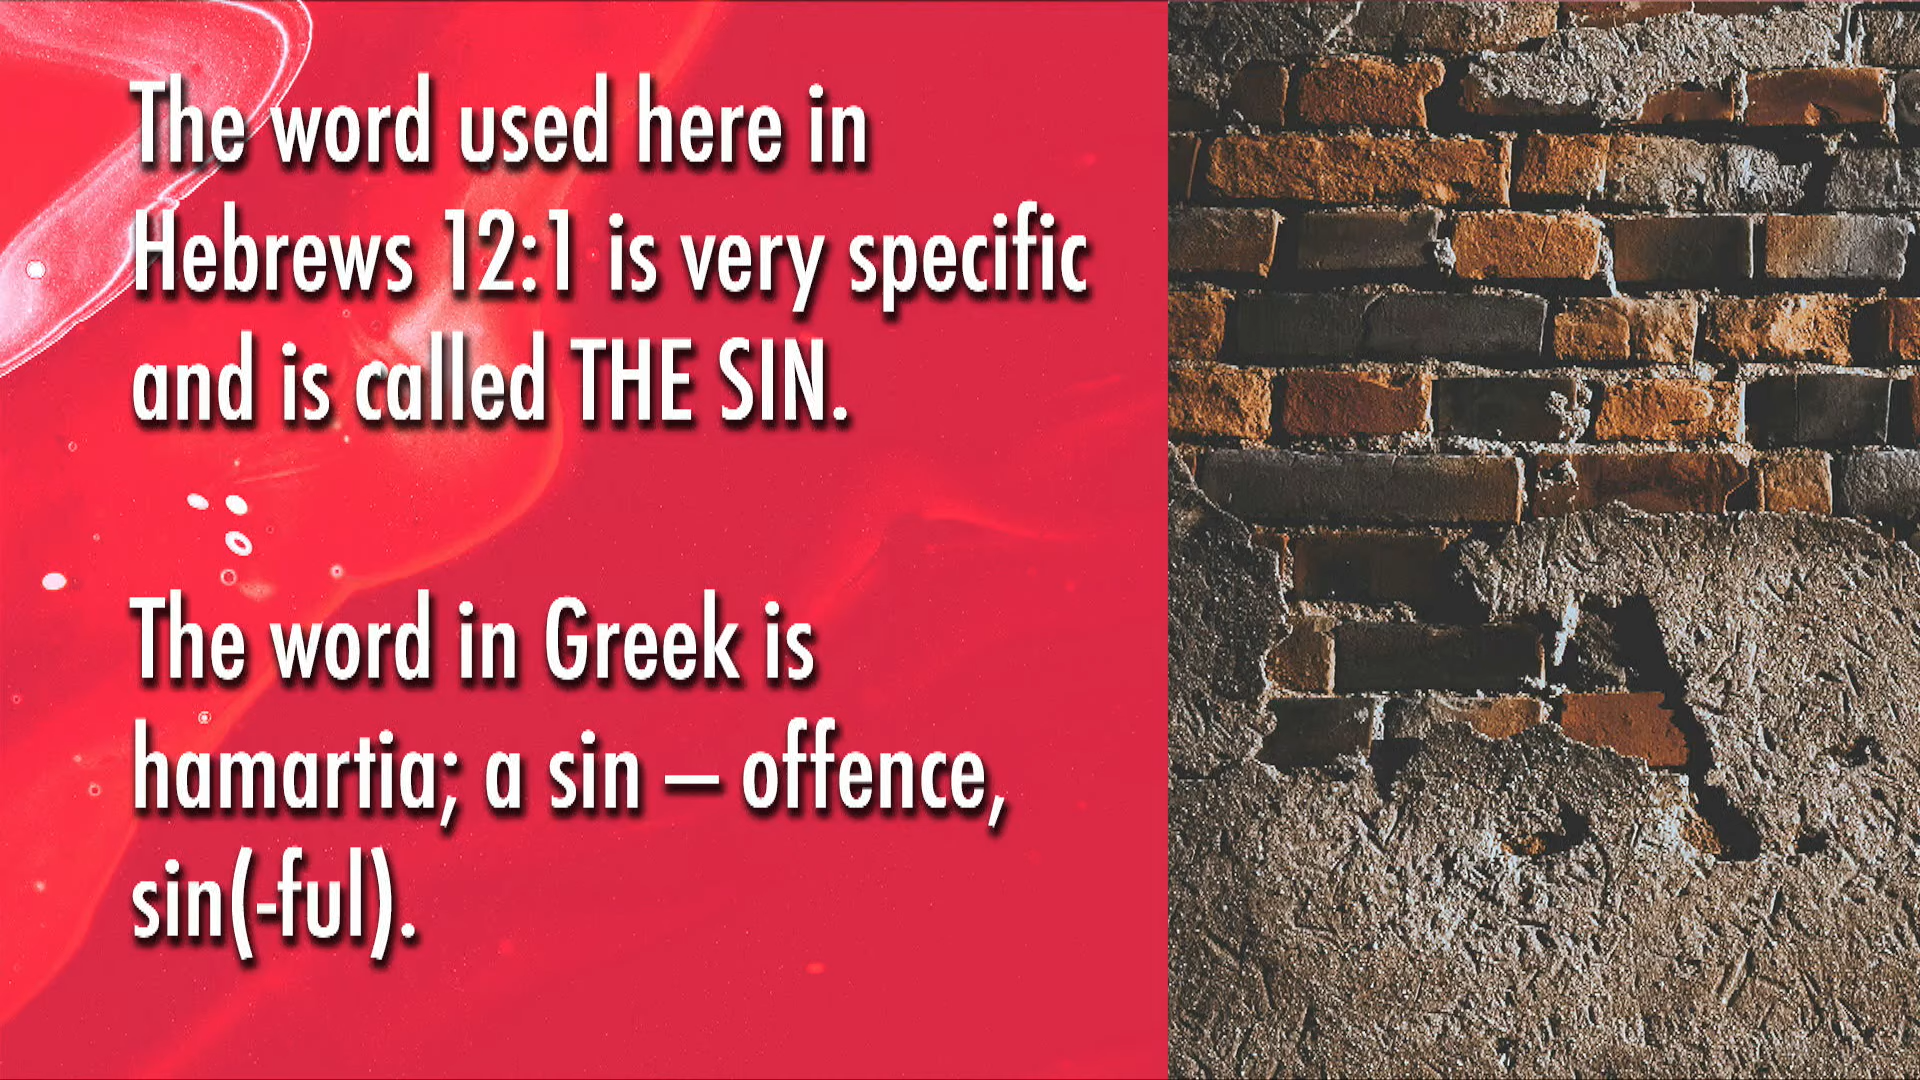 The word used here in
Hebrews 12:1 is very specific
and is called THE SIN.
The word in Greek is
hamartia; a sin – offence,
sin(-ful).